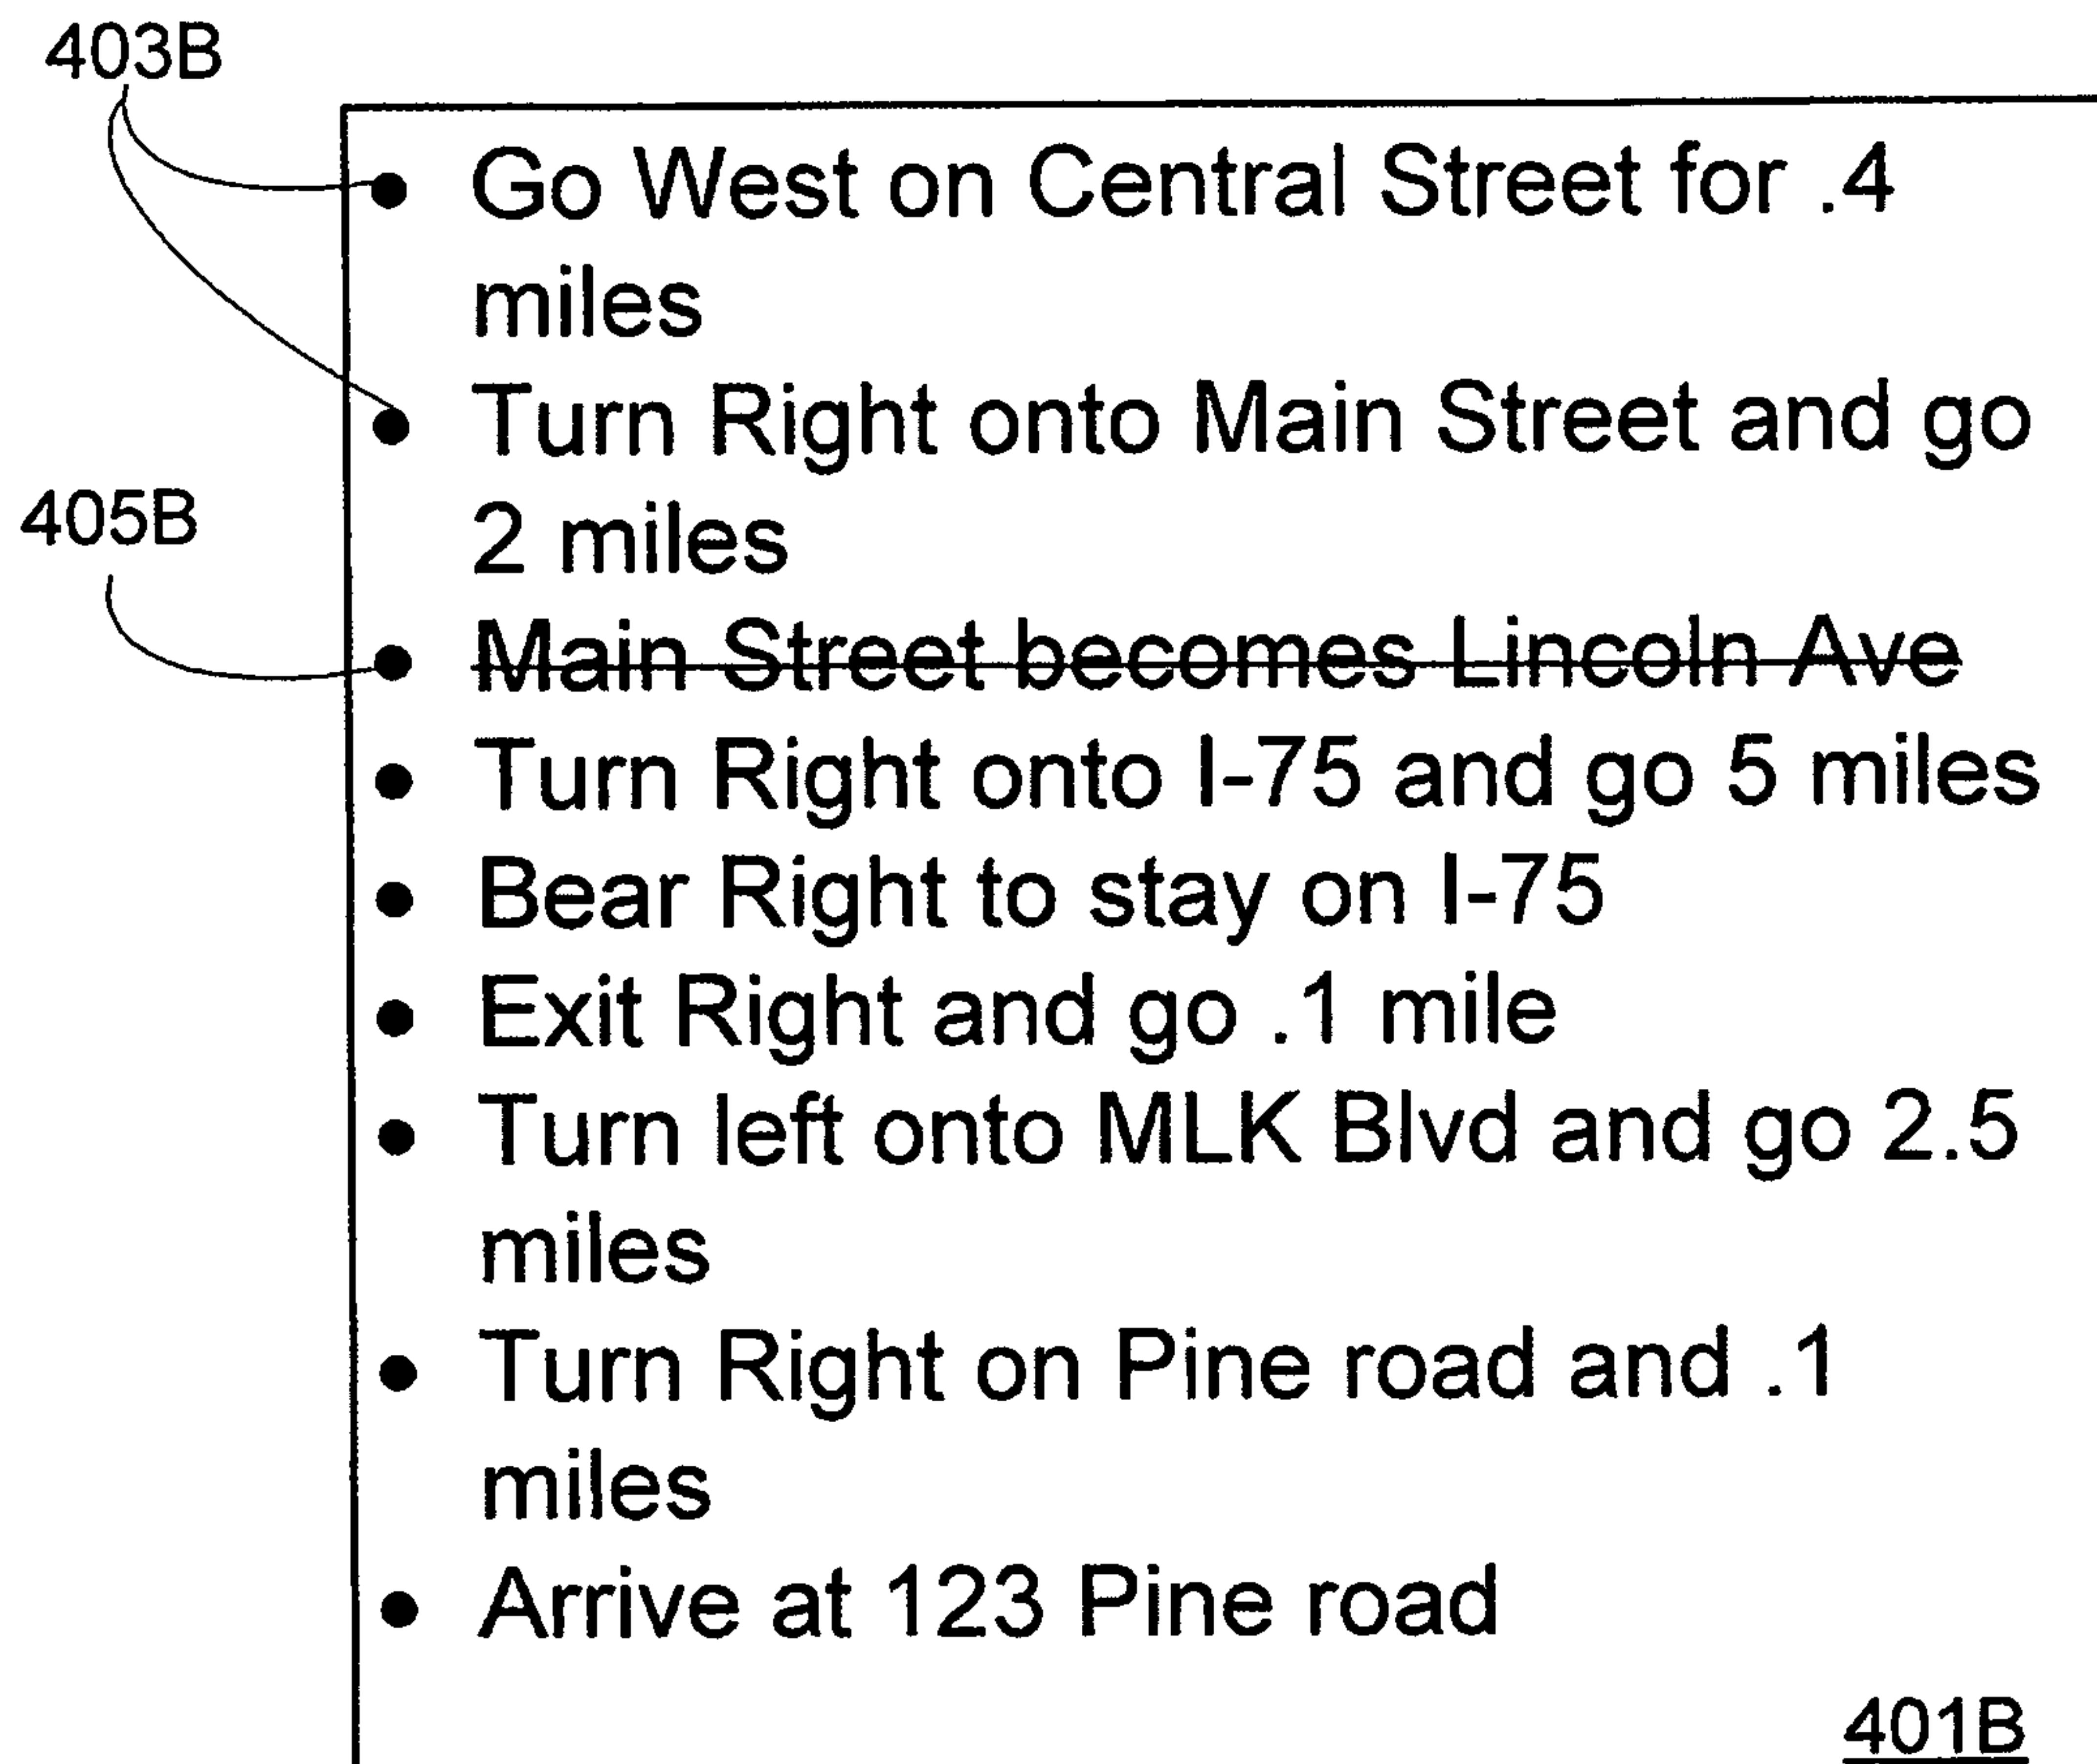 403B
• Go West on Central Street for .4
miles
• Turn Right onto Main Street and go
2 miles
405B
• Main Street becomes Lincoln Ave
• Turn Right onto I-75 and go 5 miles
• Bear Right to stay on I-75
• Exit Right and go .1 mile
• Turn left onto MLK Blvd and go 2.5
miles
• Turn Right on Pine road and .1
miles
• Arrive at 123 Pine road
401B